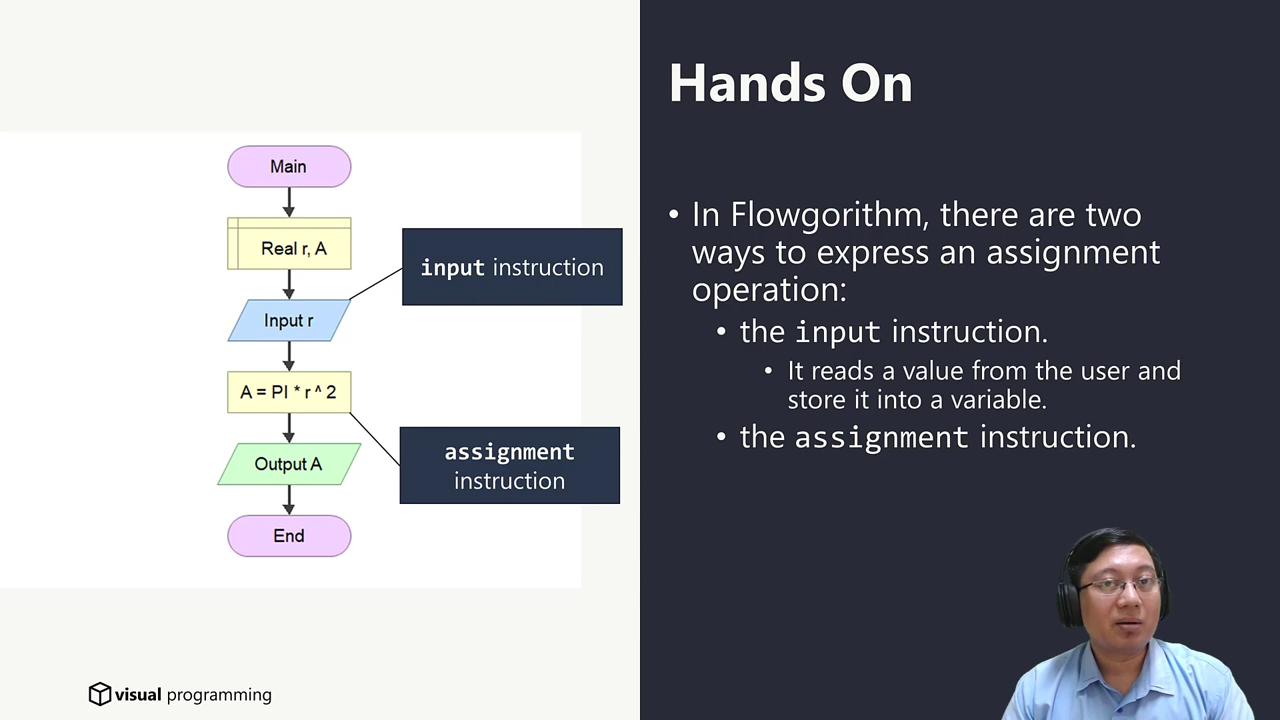 Hands On
Main
Real r, A
Input r
A = PI * r ^ 2
Output A
End
input instruction
assignment
instruction
• In Flowgorithm, there are two
ways to express an assignment
operation:
• the input instruction.
• It reads a value from the user and
store it into a variable.
• the assignment instruction.
visual programming